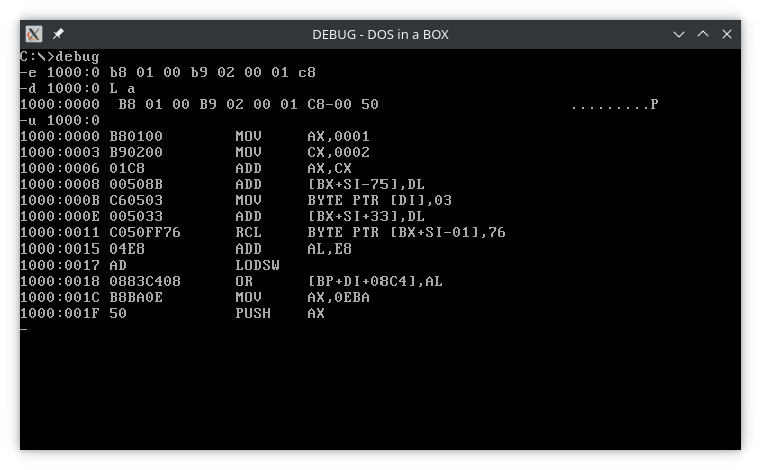 DEBUG - DOS in a BOX
C:\>debug
-e 1000:0 b8 01 00 b9 02 00 01 c8
-d 1000:0 L a
1000:0000  B8 01 00 B9 02 00 01 C8-00 50                        .........P
-u 1000:0
1000:0000 B80100        MOV     AX,0001
1000:0003 B90200        MOV     CX,0002
1000:0006 01C8          ADD     AX,CX
1000:0008 00508B        ADD     [BX+SI-75],DL
1000:000B C60503        MOV     BYTE PTR [DI],03
1000:000E 005033        ADD     [BX+SI+33],DL
1000:0011 C050FF76      RCL     BYTE PTR [BX+SI-01],76
1000:0015 04E8          ADD     AL,E8
1000:0017 AD            LODSW
1000:0018 0883C408      OR      [BP+DI+08C4],AL
1000:001C B8BA0E        MOV     AX,0EBA
1000:001F 50            PUSH    AX
-